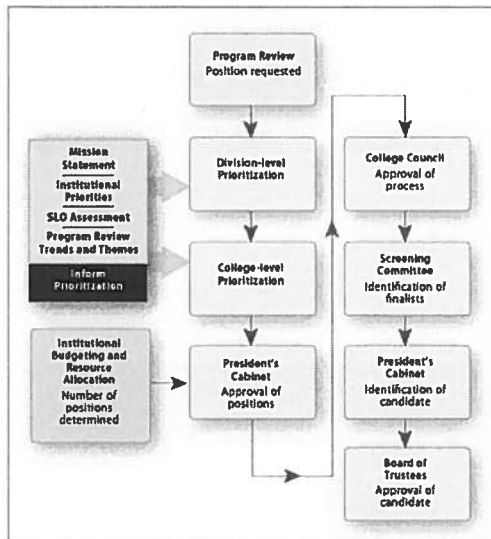 Program Review
Position requested
Mission
Statement
Institutional
Priorities
SLO Assessment
Program Review
Trends and Themes
Inform
Prioritization
Division-level
Prioritization
College-level
Prioritization
Institutional
Budgeting and
Resource
Allocation
Number of
positions
determined
President's
Cabinet
Approval of
positions
College Council
Approval of
process
Screening
Committee
Identification of
finalists
President's
Cabinet
Identification of
candidate
Board of
Trustees
Approval of
candidate